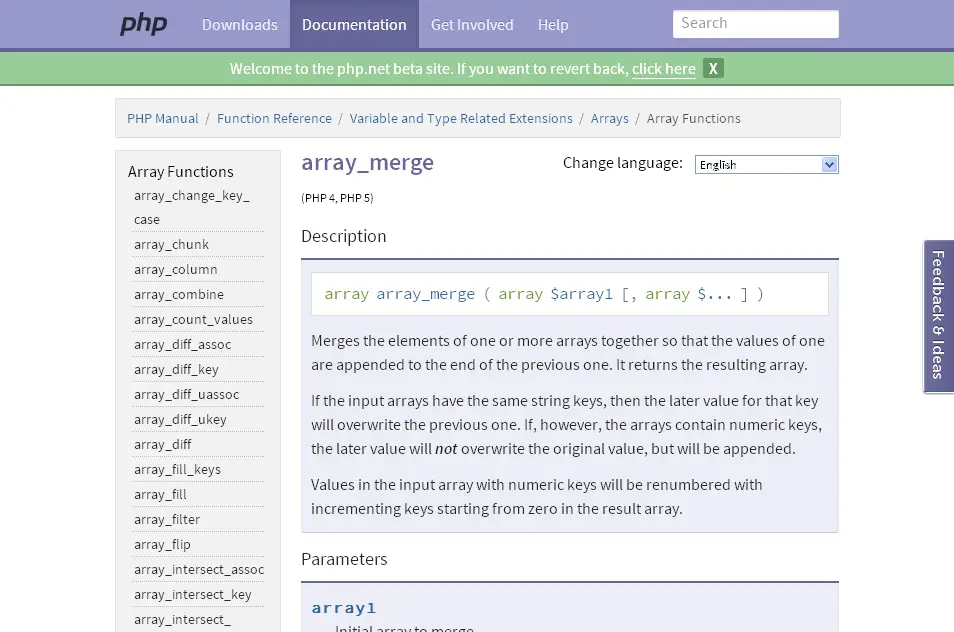 php
Downloads
Documentation
Get Involved
Help
Search
Welcome to the php.net beta site. If you want to revert back, click here X
PHP Manual / Function Reference / Variable and Type Related Extensions / Arrays / Array Functions
Array Functions
array_change_key_
case
array_chunk
array_column
array_combine
array_count_values
array_diff_assoc
array_diff_key
array_diff_uassoc
array_diff_ukey
array_diff
array_fill_keys
array_fill
array_filter
array_flip
array_intersect_assoc
array_intersect_key
array_intersect_
array_merge
Change language: English
(PHP 4, PHP 5)
Description
array array_merge ( array $array1 [, array $... ] )
Merges the elements of one or more arrays together so that the values of one
are appended to the end of the previous one. It returns the resulting array.
If the input arrays have the same string keys, then the later value for that key
will overwrite the previous one. If, however, the arrays contain numeric keys,
the later value will not overwrite the original value, but will be appended.
Values in the input array with numeric keys will be renumbered with
incrementing keys starting from zero in the result array.
Parameters
array1
Initial array to merge.
Feedback & Ideas